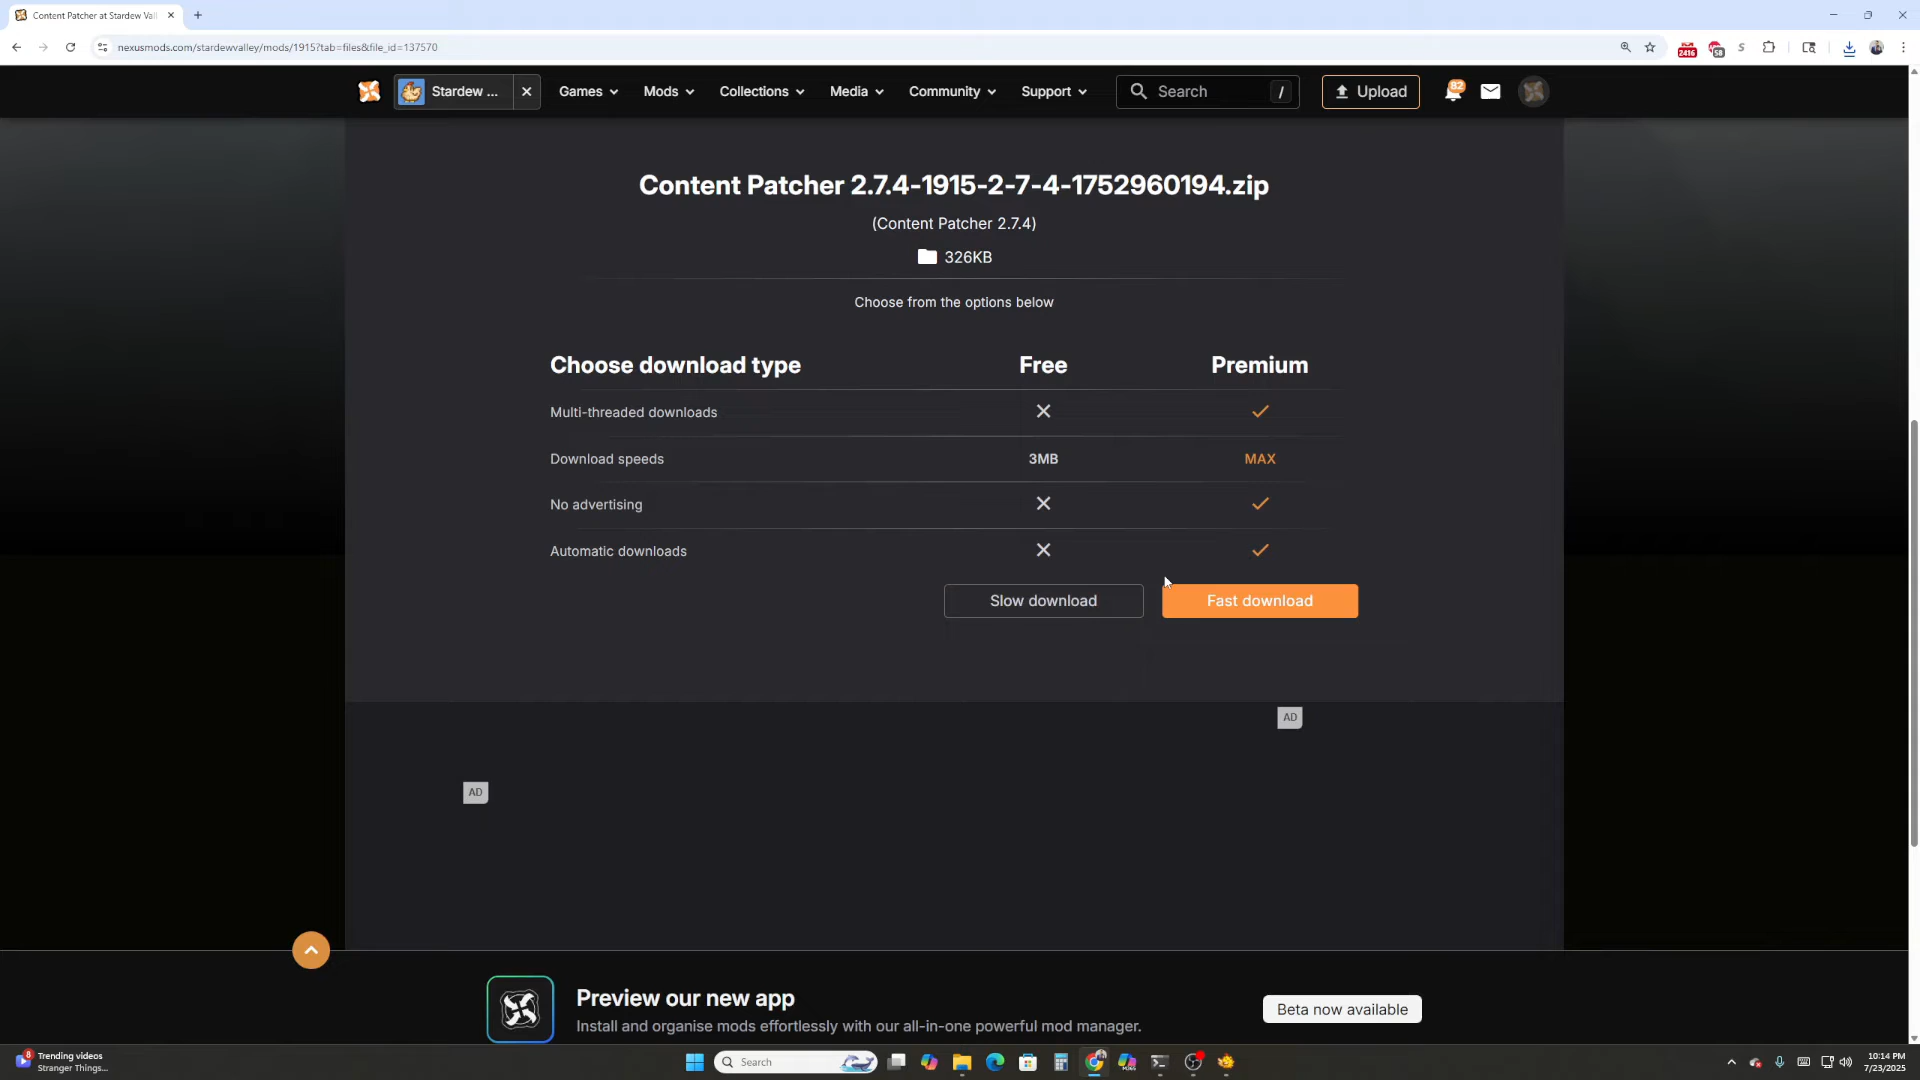 Content Patcher at Stardew Vall
nexusmods.com/stardewvalley/mods/1915?tab=files&file_id=137570
2416
58
Stardew ...
Games
Mods
Collections
Media
Community
Support
Search
/
Upload
82
Content Patcher 2.7.4-1915-2-7-4-1752960194.zip
(Content Patcher 2.7.4)
326KB
Choose from the options below
Choose download type Free Premium
Multi-threaded downloads
Download speeds 3MB MAX
No advertising
Automatic downloads
Slow download Fast download
AD
AD
Preview our new app
Install and organise mods effortlessly with our all-in-one powerful mod manager.
Beta now available
8
Trending videos
Stranger Things...
Search
10:14 PM
7/23/2025